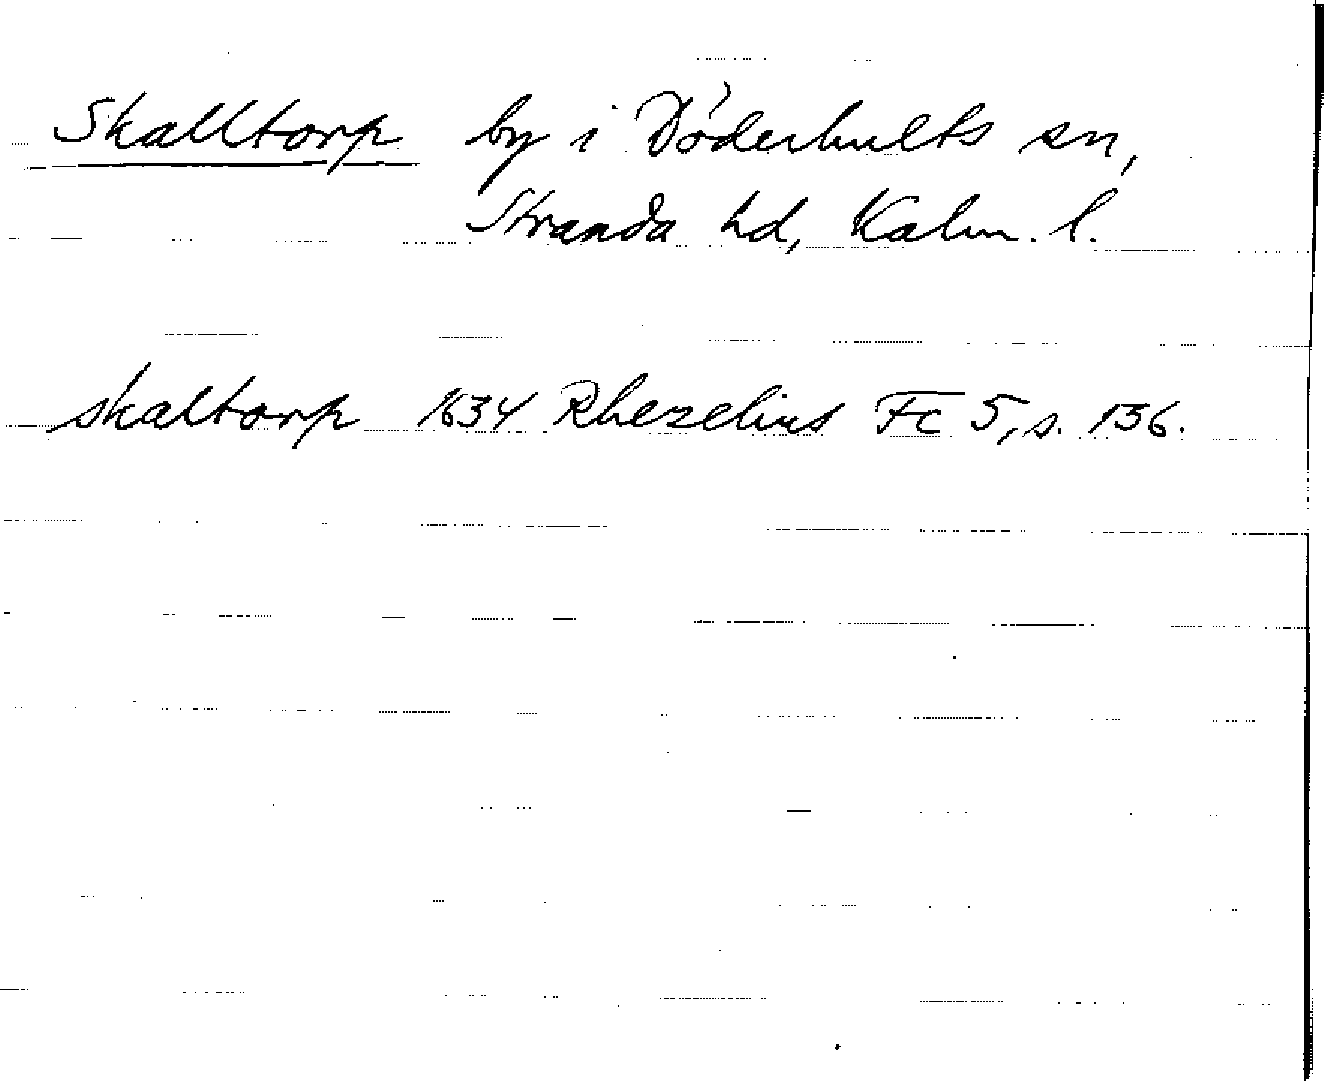 Skalltorp by i Döderhults sn,
Stranda hd, Kalm. l.
skaltorp 1634 Rhezelius Fc 5, s. 136.